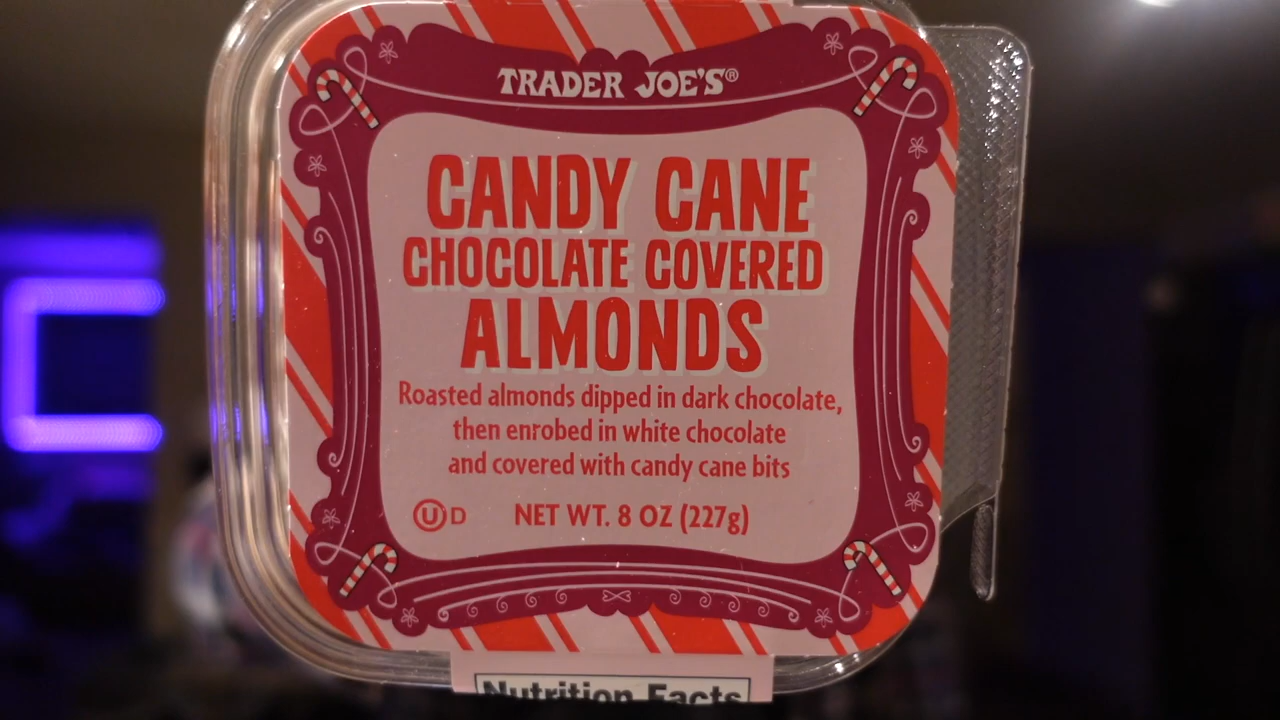 TRADER JOE'S®
CANDY CANE
CHOCOLATE COVERED
ALMONDS
Roasted almonds dipped in dark chocolate,
then enrobed in white chocolate
and covered with candy cane bits
Ⓤ D NET WT. 8 OZ (227g)
Nutrition Facts